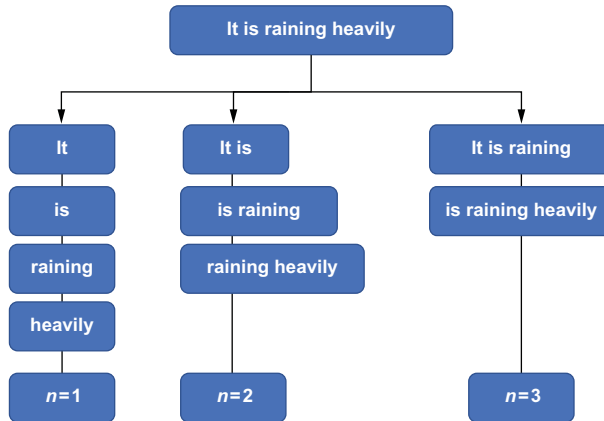 It is raining heavily
It
It is
It is raining
is
is raining
is raining heavily
raining
raining heavily
heavily
n=1
n=2
n=3